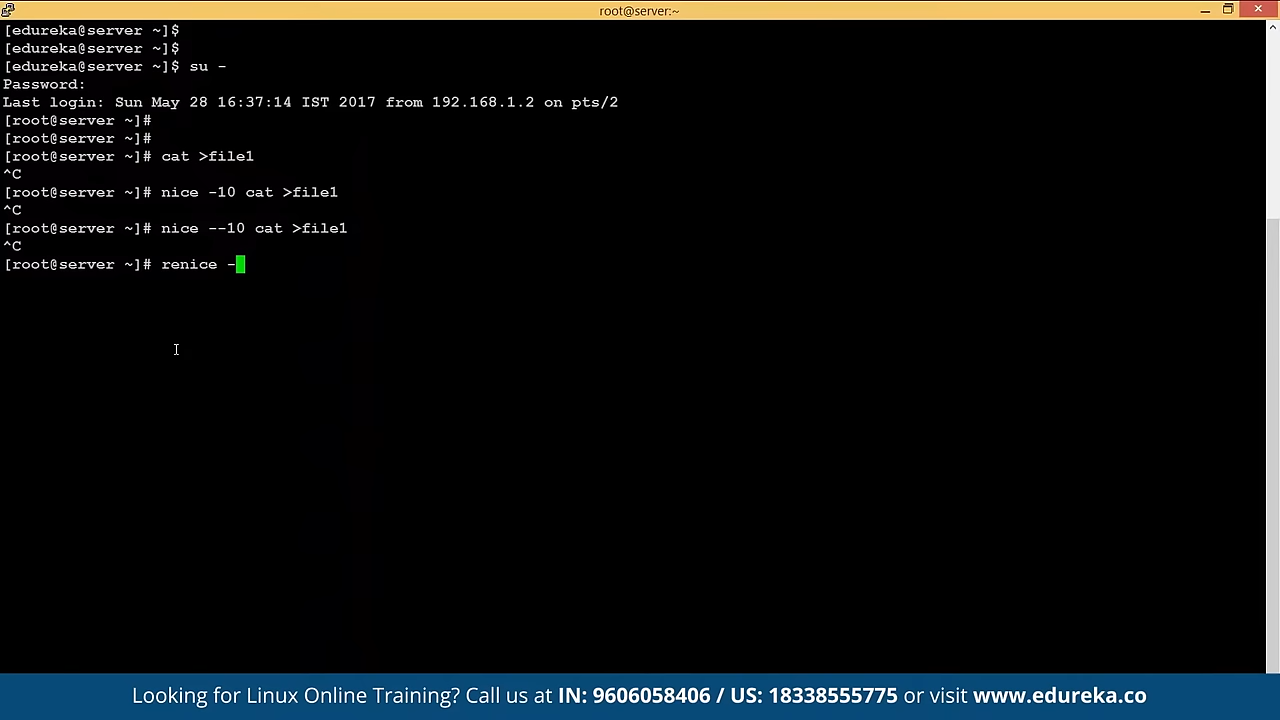 root@server:~
[edureka@server ~]$
[edureka@server ~]$
[edureka@server ~]$ su -
Password:
Last login: Sun May 28 16:37:14 IST 2017 from 192.168.1.2 on pts/2
[root@server ~]#
[root@server ~]#
[root@server ~]# cat >file1
^C
[root@server ~]# nice -10 cat >file1
^C
[root@server ~]# nice --10 cat >file1
^C
[root@server ~]# renice -
Looking for Linux Online Training? Call us at IN: 9606058406 / US: 18338555775 or visit www.edureka.co